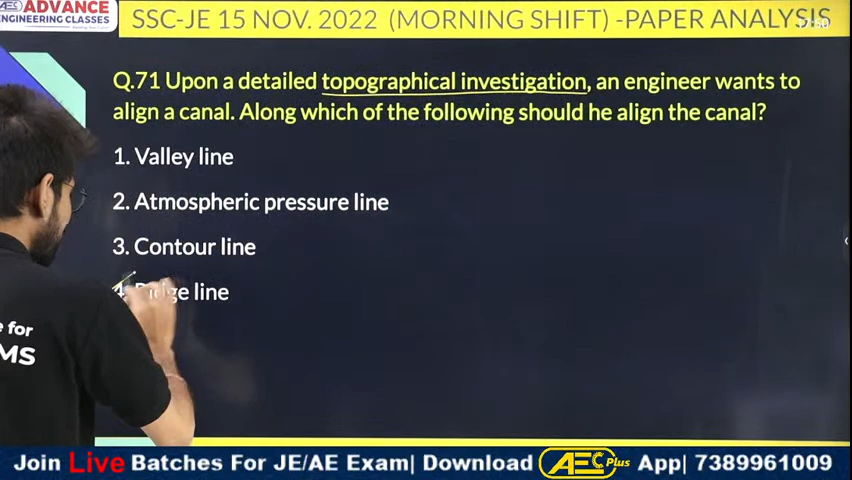 AEC ADVANCE
ENGINEERING CLASSES
SSC-JE 15 NOV. 2022 (MORNING SHIFT) -PAPER ANALYSIS
Q.71 Upon a detailed topographical investigation, an engineer wants to
align a canal. Along which of the following should he align the canal?
1. Valley line
2. Atmospheric pressure line
3. Contour line
4. Ridge line
e for
MS
Join Live Batches For JE/AE Exam| Download AEC Plus App| 7389961009